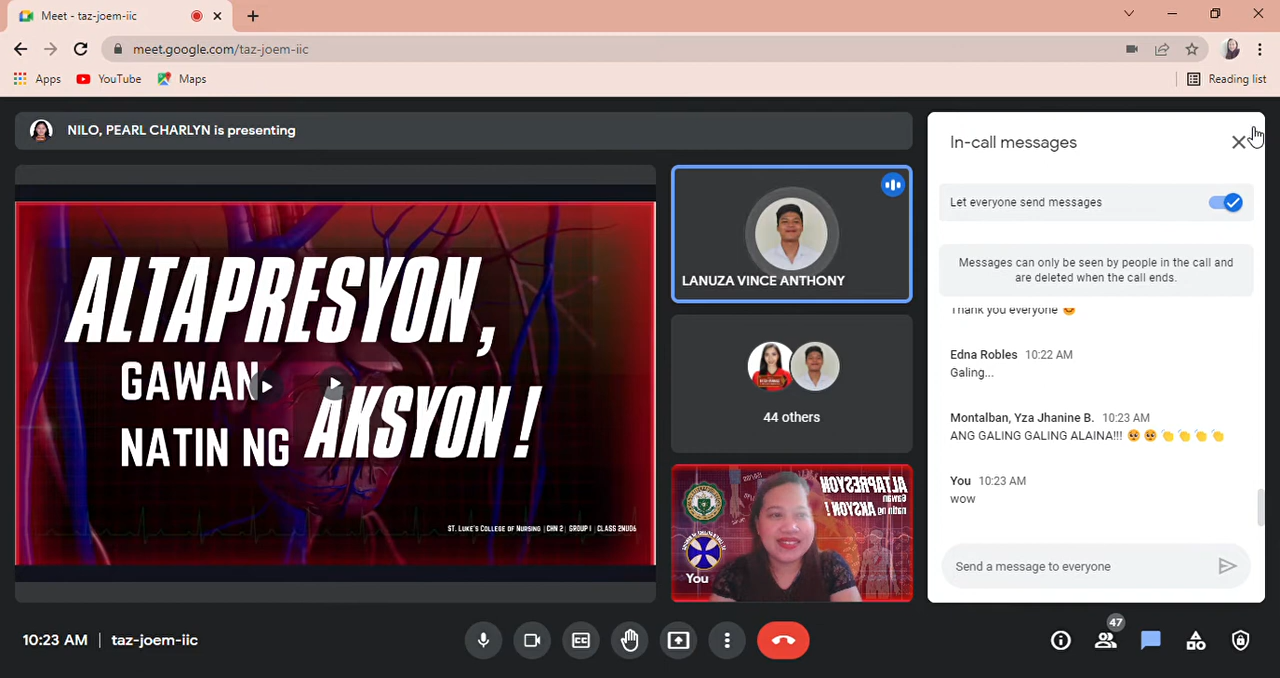 Meet - taz-joem-iic
meet.google.com/taz-joem-iic
Apps YouTube Maps
Reading list
NILO, PEARL CHARLYN is presenting
ALTAPRESYON,
GAWAN
NATIN NG AKSYON!
ST. LUKE'S COLLEGE OF NURSING | CHN 2 | GROUP 1 | CLASS 2NU06
LANUZA VINCE ANTHONY
44 others
ALTAPRESYON
Gawan
natin ng AKSYON!
You
In-call messages
Let everyone send messages
Messages can only be seen by people in the call and
are deleted when the call ends.
Thank you everyone 😍
Edna Robles 10:22 AM
Galing...
Montalban, Yza Jhanine B. 10:23 AM
ANG GALING GALING ALAINA!!! 🥺 🥺 👏 👏 👏 👏
You 10:23 AM
wow
Send a message to everyone
10:23 AM | taz-joem-iic
47